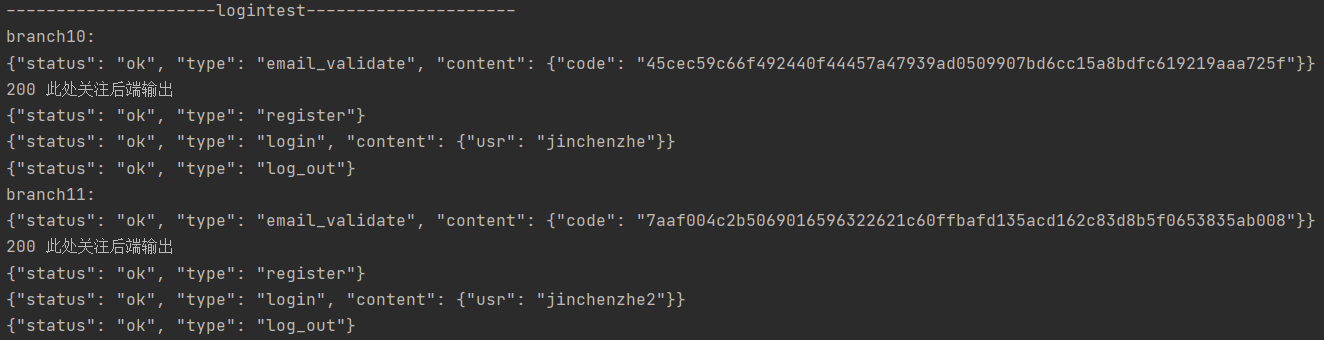 ---------------------logintest---------------------
branch10:
{"status": "ok", "type": "email_validate", "content": {"code": "45cec59c66f492440f44457a47939ad0509907bd6cc15a8bdfc619219aaa725f"}}
200 此处关注后端输出
{"status": "ok", "type": "register"}
{"status": "ok", "type": "login", "content": {"usr": "jinchenzhe"}}
{"status": "ok", "type": "log_out"}
branch11:
{"status": "ok", "type": "email_validate", "content": {"code": "7aaf004c2b5069016596322621c60ffbafd135acd162c83d8b5f0653835ab008"}}
200 此处关注后端输出
{"status": "ok", "type": "register"}
{"status": "ok", "type": "login", "content": {"usr": "jinchenzhe2"}}
{"status": "ok", "type": "log_out"}